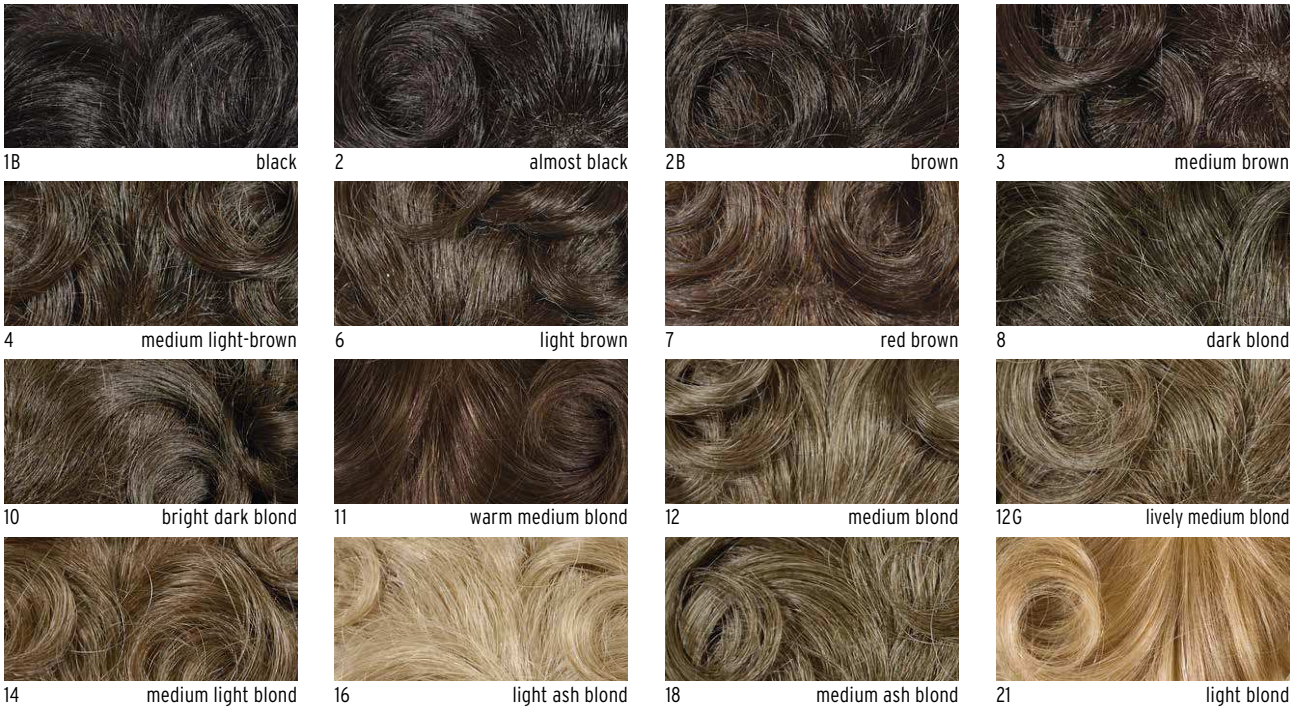 1B black
2 almost black
2B brown
3 medium brown
4 medium light-brown
6 light brown
7 red brown
8 dark blond
10 bright dark blond
11 warm medium blond
12 medium blond
12G lively medium blond
14 medium light blond
16 light ash blond
18 medium ash blond
21 light blond